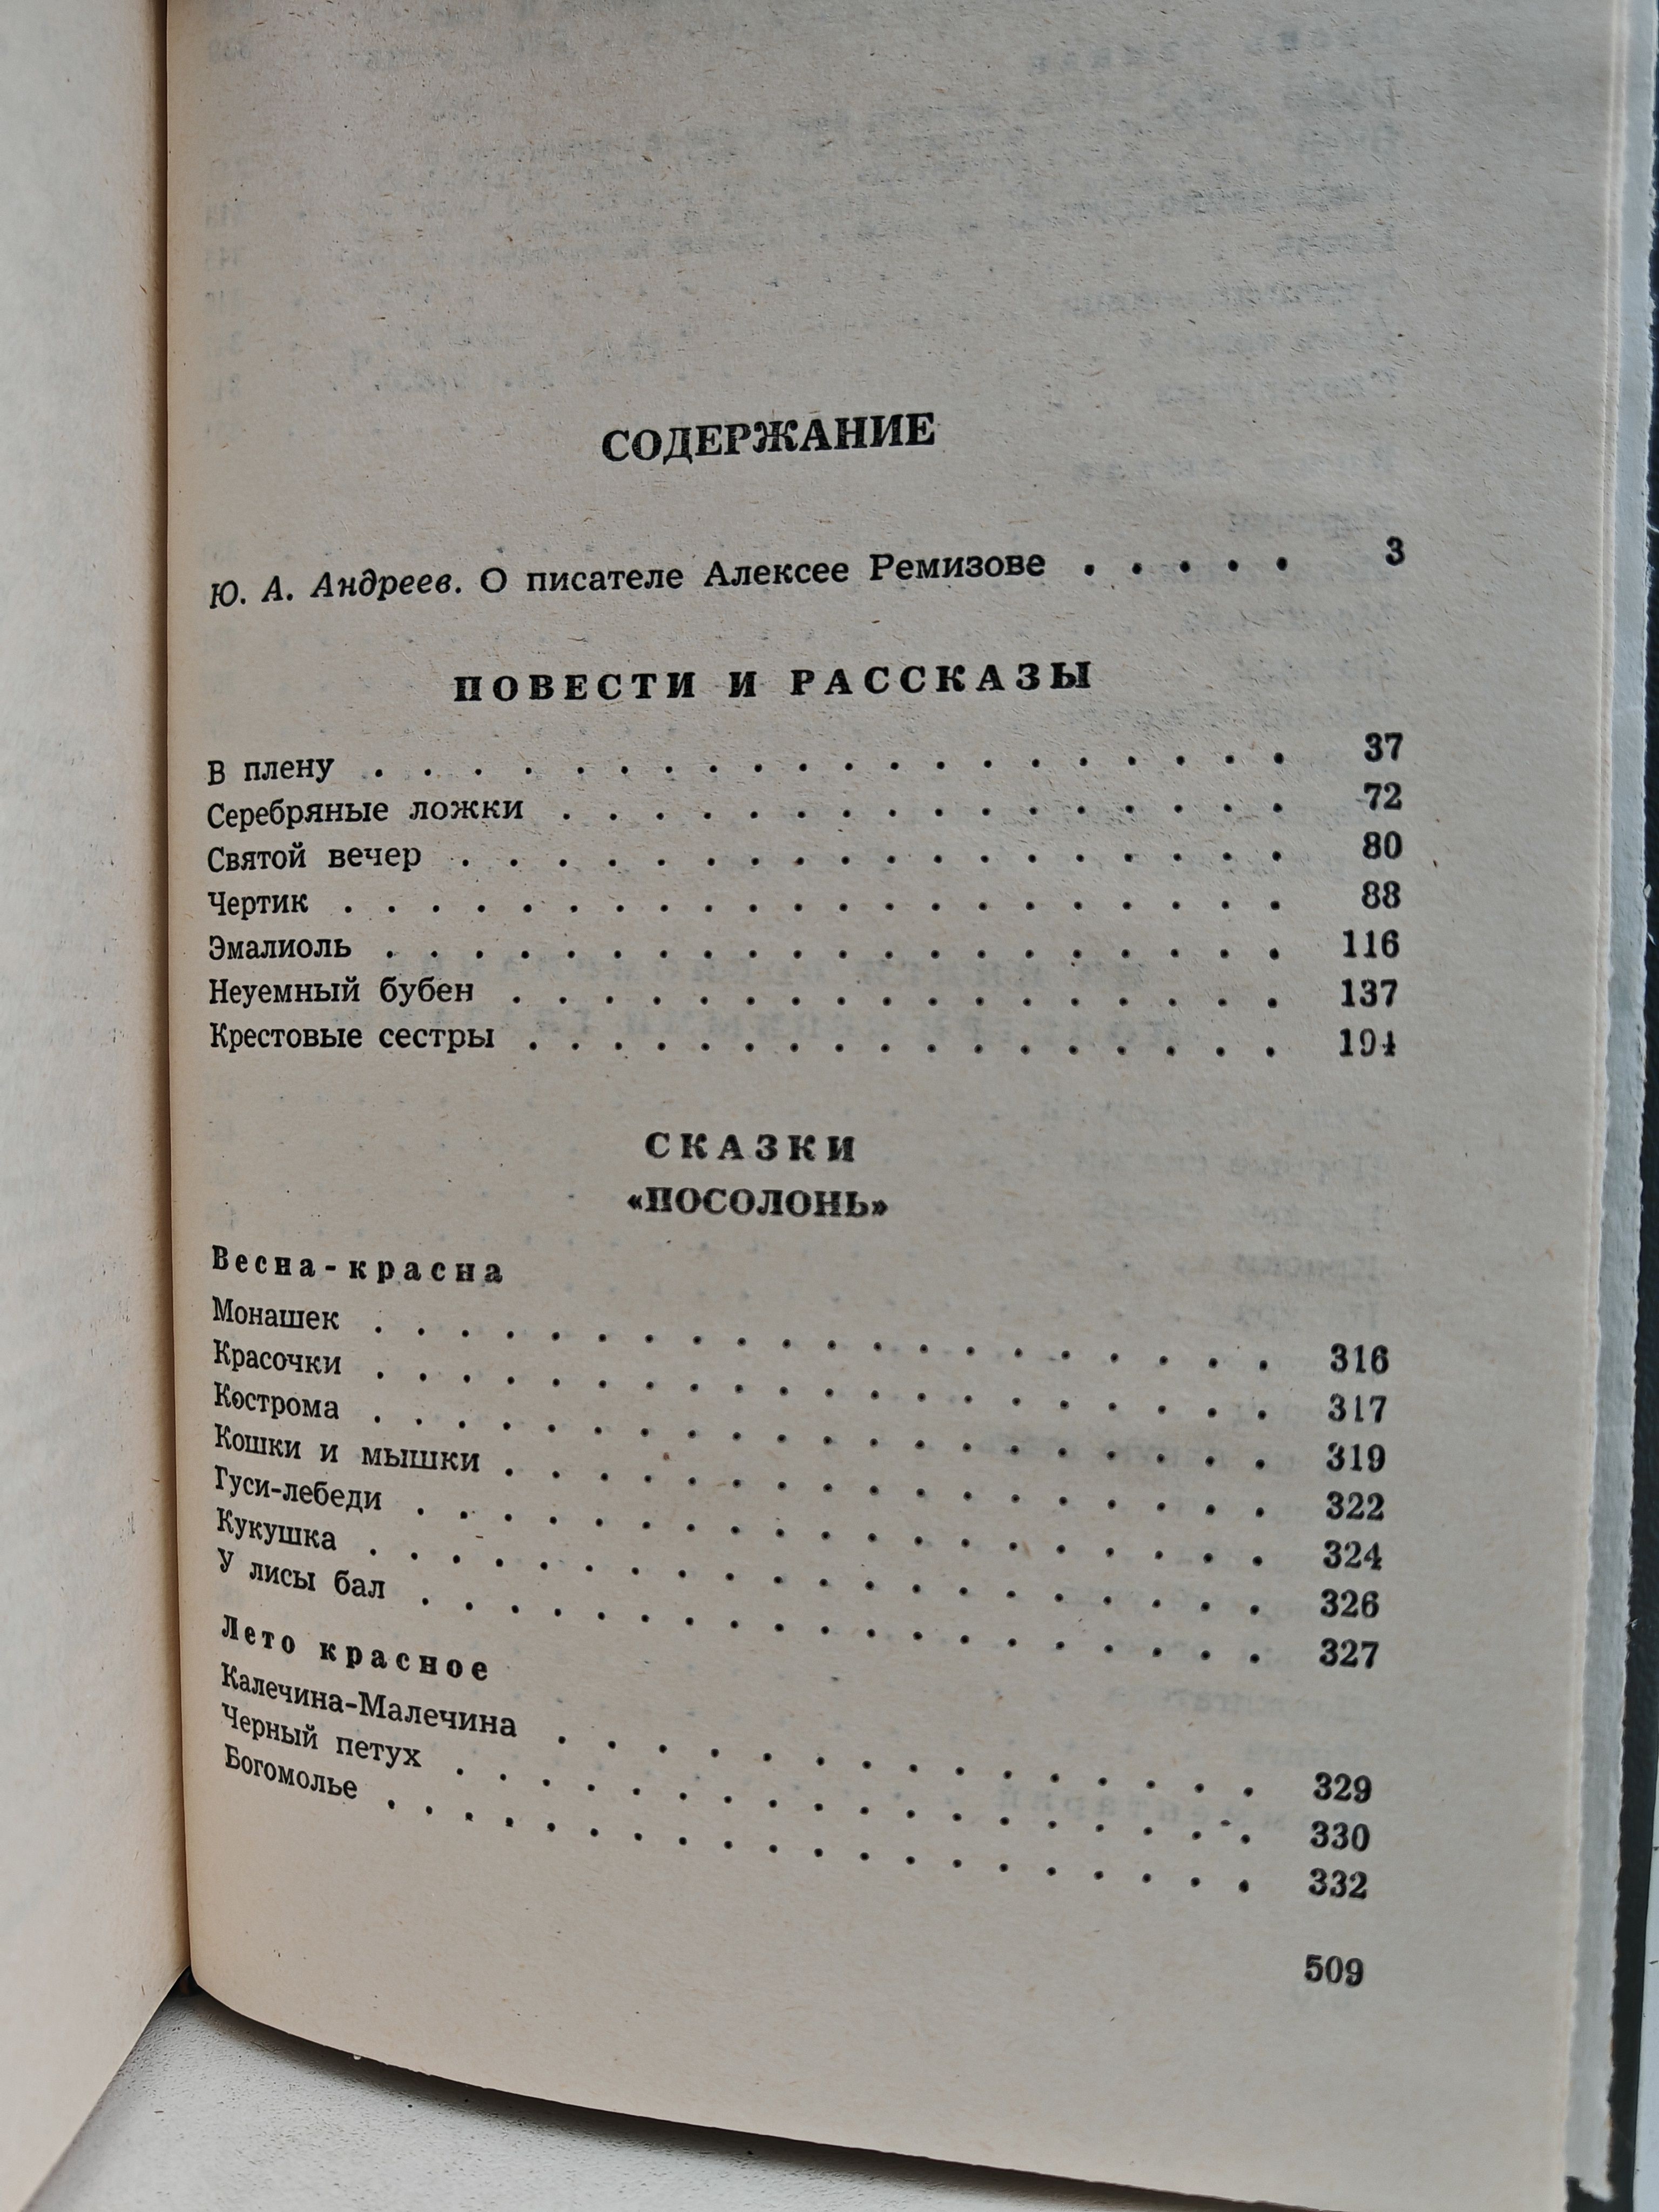 СОДЕРЖАНИЕ
Ю. А. Андреев. О писателе Алексее Ремизове . . . . . 3
ПОВЕСТИ И РАССКАЗЫ
В плену . . . . . . . . . . . . . . . . . . . . 37
Серебряные ложки . . . . . . . . . . . . . . . . 72
Святой вечер . . . . . . . . . . . . . . . . . . 80
Чертик . . . . . . . . . . . . . . . . . . . . . 88
Эмалиоль . . . . . . . . . . . . . . . . . . . . 116
Неуемный бубен . . . . . . . . . . . . . . . . . 137
Крестовые сестры . . . . . . . . . . . . . . . . 194
СКАЗКИ
«ПОСОЛОНЬ»
Весна-красна
Монашек . . . . . . . . . . . . . . . . . . . . 316
Красочки . . . . . . . . . . . . . . . . . . . . 317
Кострома . . . . . . . . . . . . . . . . . . . . 319
Кошки и мышки . . . . . . . . . . . . . . . . . 322
Гуси-лебеди . . . . . . . . . . . . . . . . . . . 324
Кукушка . . . . . . . . . . . . . . . . . . . . 326
У лисы бал . . . . . . . . . . . . . . . . . . . 327
Лето красное
Калечина-Малечина . . . . . . . . . . . . . . . 329
Черный петух . . . . . . . . . . . . . . . . . . 330
Богомолье . . . . . . . . . . . . . . . . . . . . 332
509